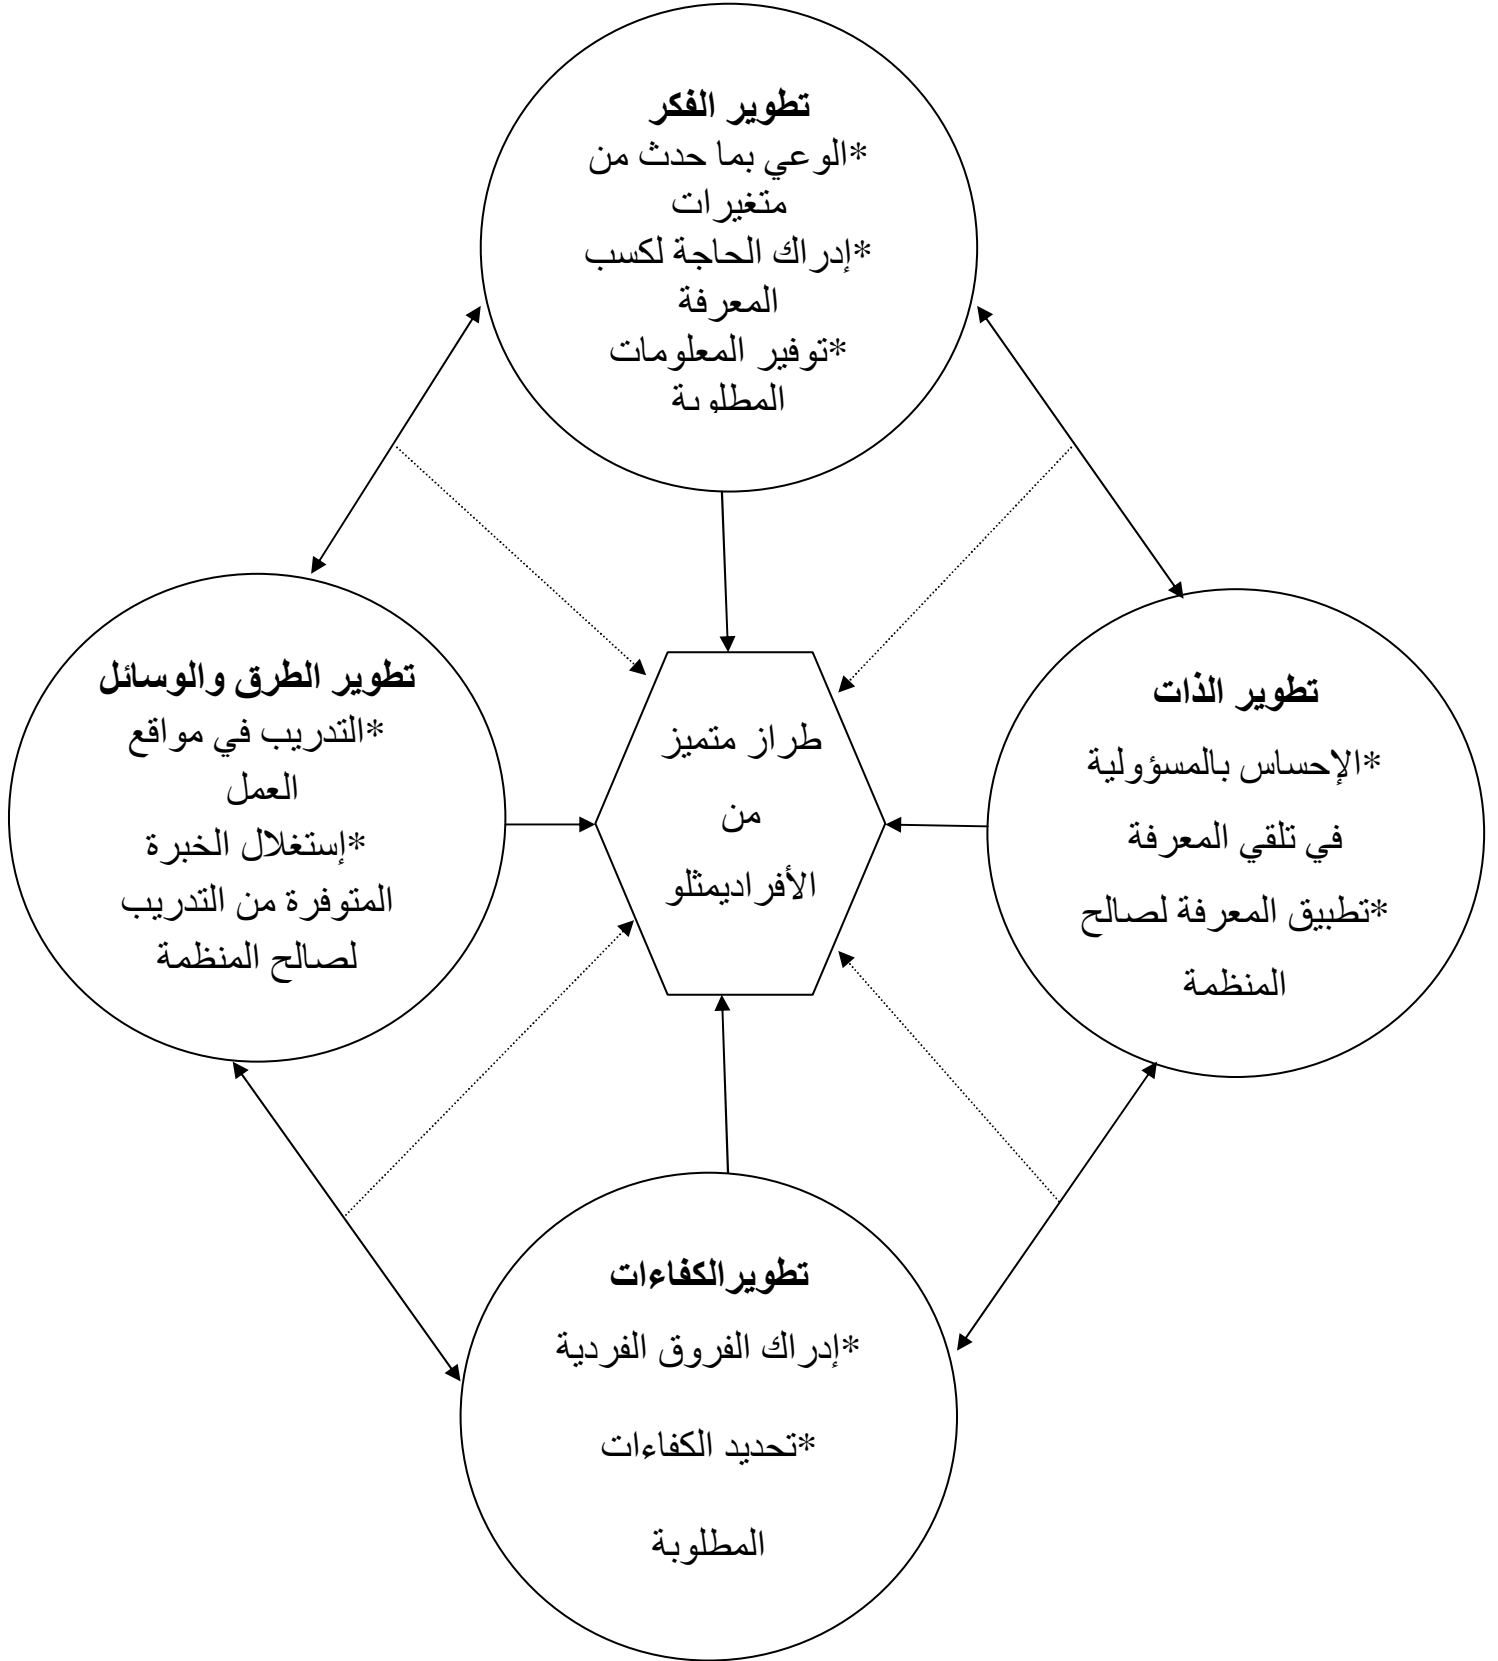 تطوير الفكر
*الوعي بما حدث من
متغيرات
*إدراك الحاجة لكسب
المعرفة
*توفير المعلومات
المطلوبة
تطوير الذات
*الإحساس بالمسؤولية
في تلقي المعرفة
*تطبيق المعرفة لصالح
المنظمة
طراز متميز
من
الأفراديمثلو
تطوير الطرق والوسائل
*التدريب في مواقع
العمل
*إستغلال الخبرة
المتوفرة من التدريب
لصالح المنظمة
تطويرالكفاءات
*إدراك الفروق الفردية
*تحديد الكفاءات
المطلوبة